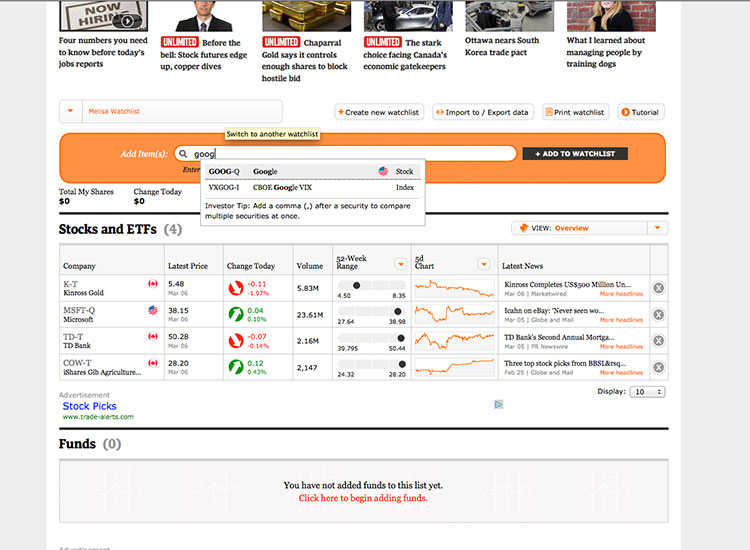 NOW
HIRING
Four numbers you need
to know before today's
jobs reports
UNLIMITED Before the
bell: Stock futures edge
up, copper dives
UNLIMITED Chaparral
Gold says it controls
enough shares to block
hostile bid
UNLIMITED The stark
choice facing Canada's
economic gatekeepers
Ottawa nears South
Korea trade pact
What I learned about
managing people by
training dogs
Melisa Watchlist
+ Create new watchlist
Import to / Export data
Print watchlist
Tutorial
Switch to another watchlist
Add Item(s):
goog
+ ADD TO WATCHLIST
Enter
GOOG-Q Google Stock
VXGOG-I CBOE Google VIX Index
Investor Tip: Add a comma (,) after a security to compare
multiple securities at once.
Total My Shares
$0
Change Today
$0
Stocks and ETFs (4)
VIEW: Overview
Company
Latest Price
Change Today
Volume
52-Week
Range
5d
Chart
Latest News
K-T
Kinross Gold
5.48
Mar 06
-0.11
-1.97%
5.83M
4.50 8.35
Kinross Completes US$500 Million Un...
Mar 06 | Marketwired
More headlines
X
MSFT-Q
Microsoft
38.15
Mar 06
0.04
0.10%
23.61M
27.64 38.98
Icahn on eBay: 'Never seen wo...
Mar 06 | Globe and Mail
More headlines
X
TD-T
TD Bank
50.28
Mar 06
-0.07
-0.14%
2.16M
39.795 50.44
TD Bank's Second Annual Mortga...
Mar 05 | PR Newswire
More headlines
X
COW-T
iShares Glb Agriculture...
28.20
Mar 06
0.12
0.43%
2,147
24.32 28.20
Three top stock picks from BBSL&rsq...
Feb 25 | Globe and Mail
More headlines
X
Advertisement
Stock Picks
www.trade-alerts.com
Display: 10
Funds (0)
You have not added funds to this list yet.
Click here to begin adding funds.
Advertisement